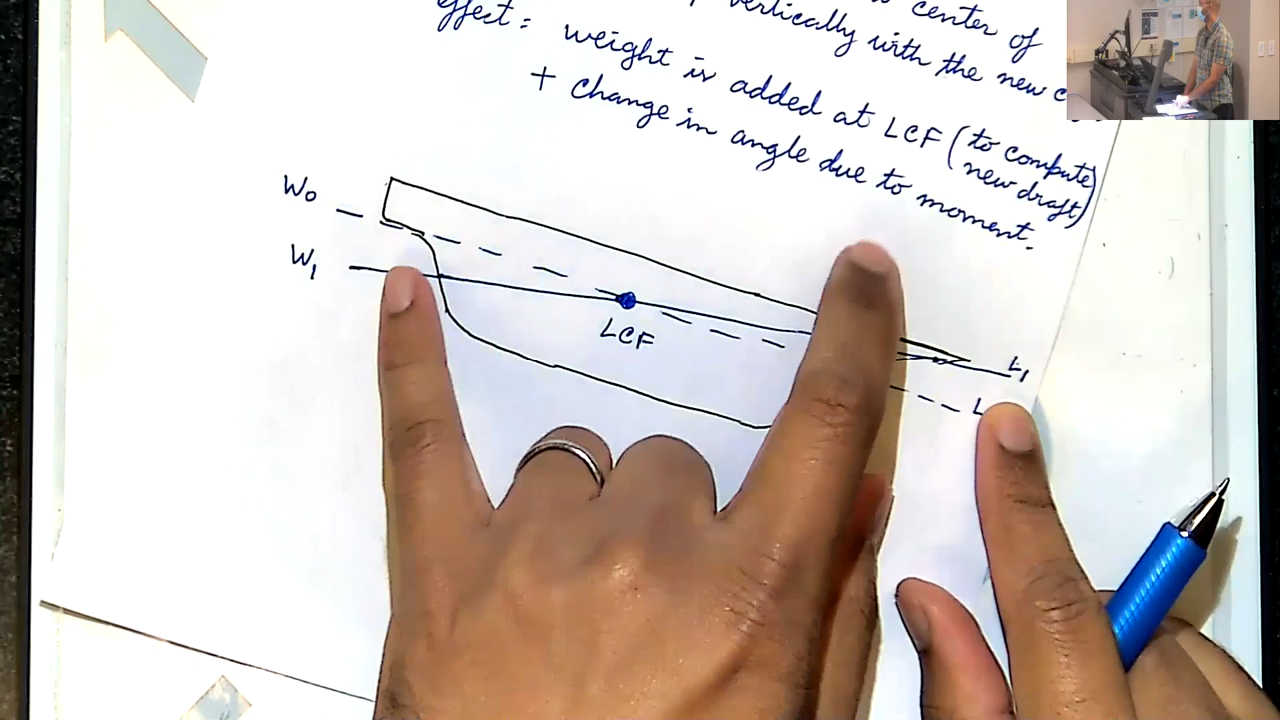 center of
vertically with the new
effect: weight is added at LCF (to compute
new draft)
+ change in angle due to moment.
W₀
W₁
LCF
L₁
L